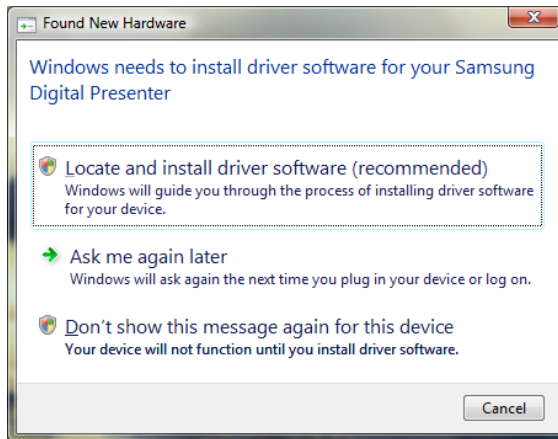 Found New Hardware
Windows needs to install driver software for your Samsung
Digital Presenter
Locate and install driver software (recommended)
Windows will guide you through the process of installing driver software
for your device.
Ask me again later
Windows will ask again the next time you plug in your device or log on.
Don't show this message again for this device
Your device will not function until you install driver software.
Cancel